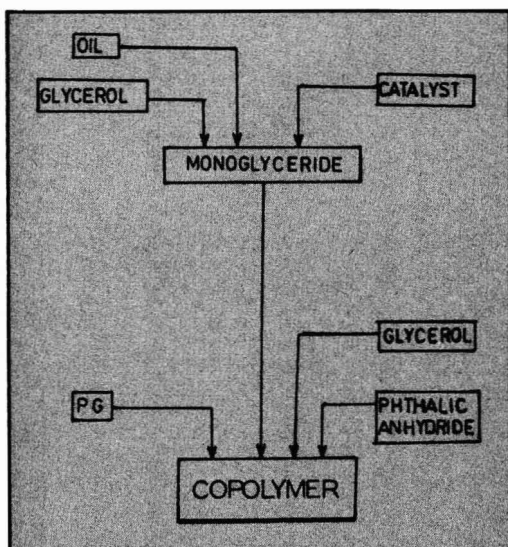 OIL
GLYCEROL
CATALYST
MONOGLYCERIDE
GLYCEROL
PG
PHTHALIC
ANHYDRIDE
COPOLYMER